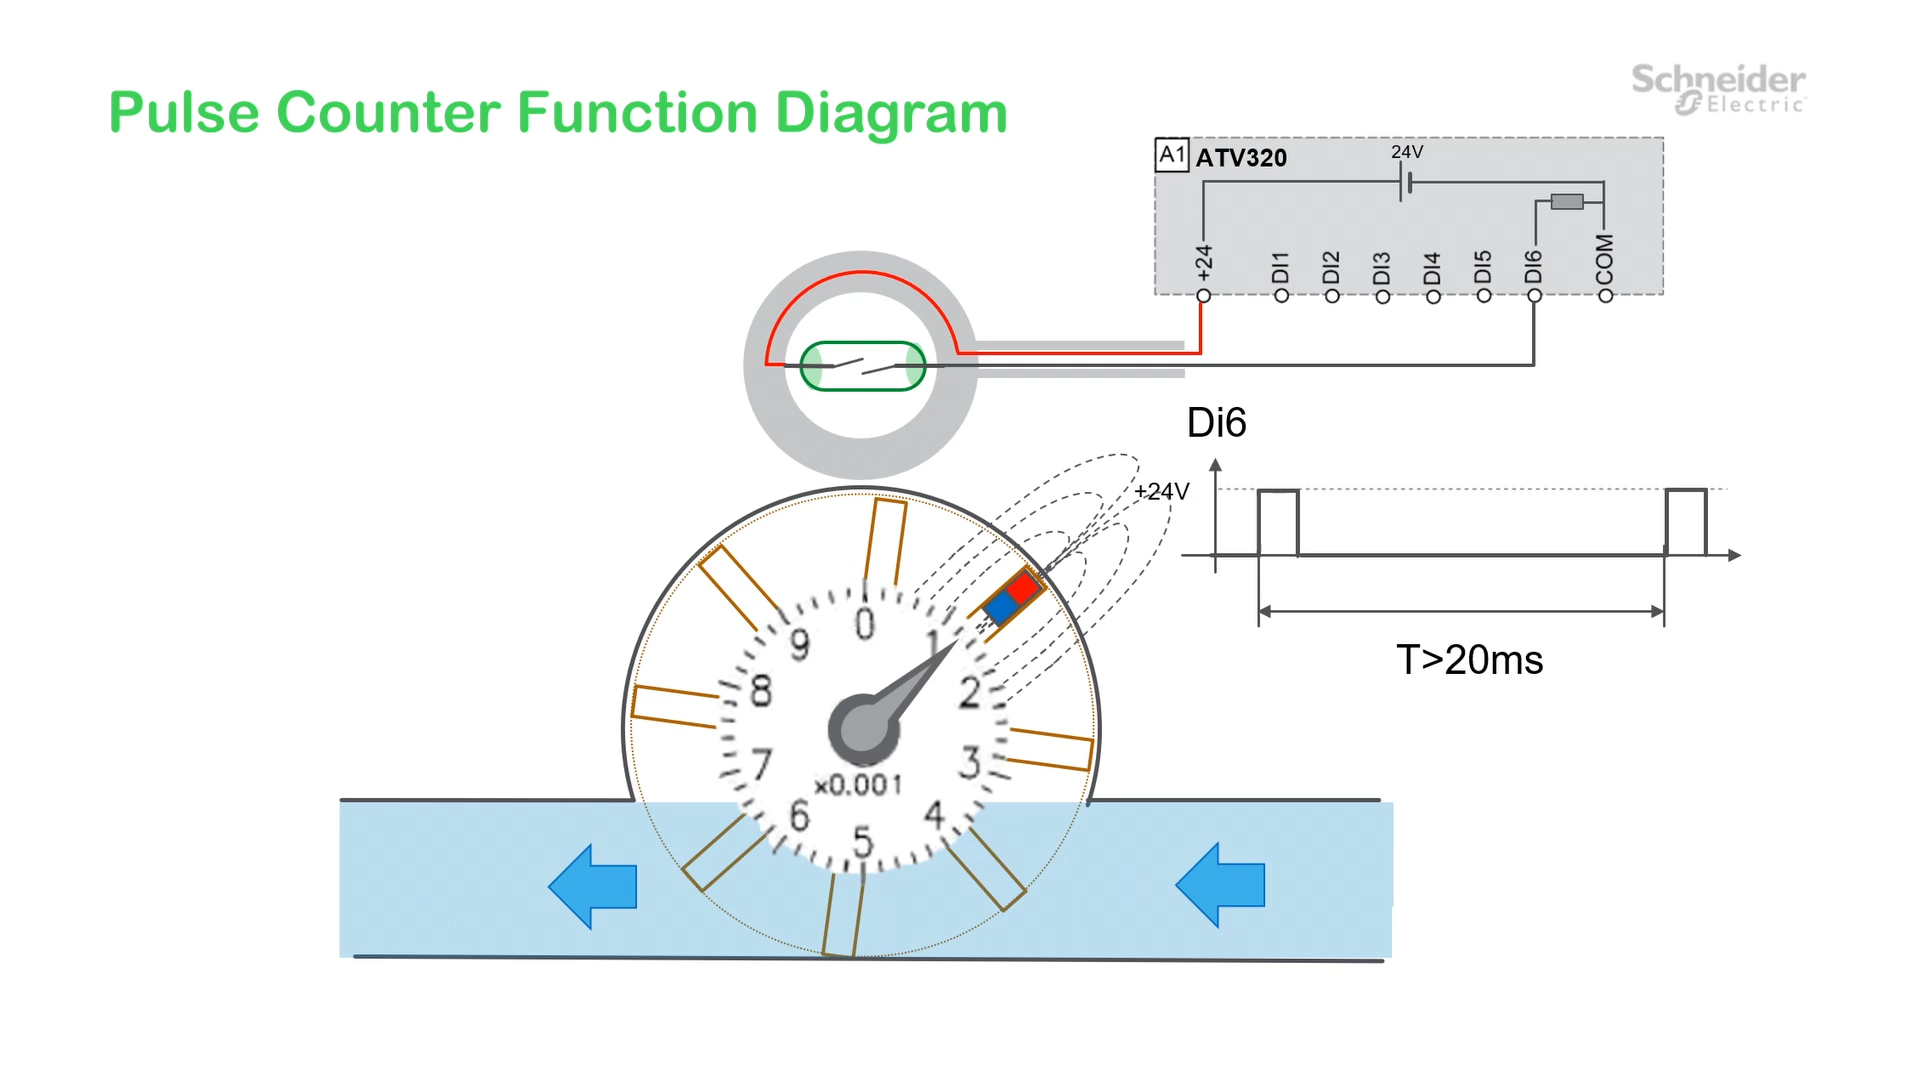 Pulse Counter Function Diagram
Schneider
Electric
A1
ATV320
24V
+24
DI1
DI2
DI3
DI4
DI5
DI6
COM
Di6
+24V
T>20ms
0
1
2
3
4
5
6
7
8
9
x0.001